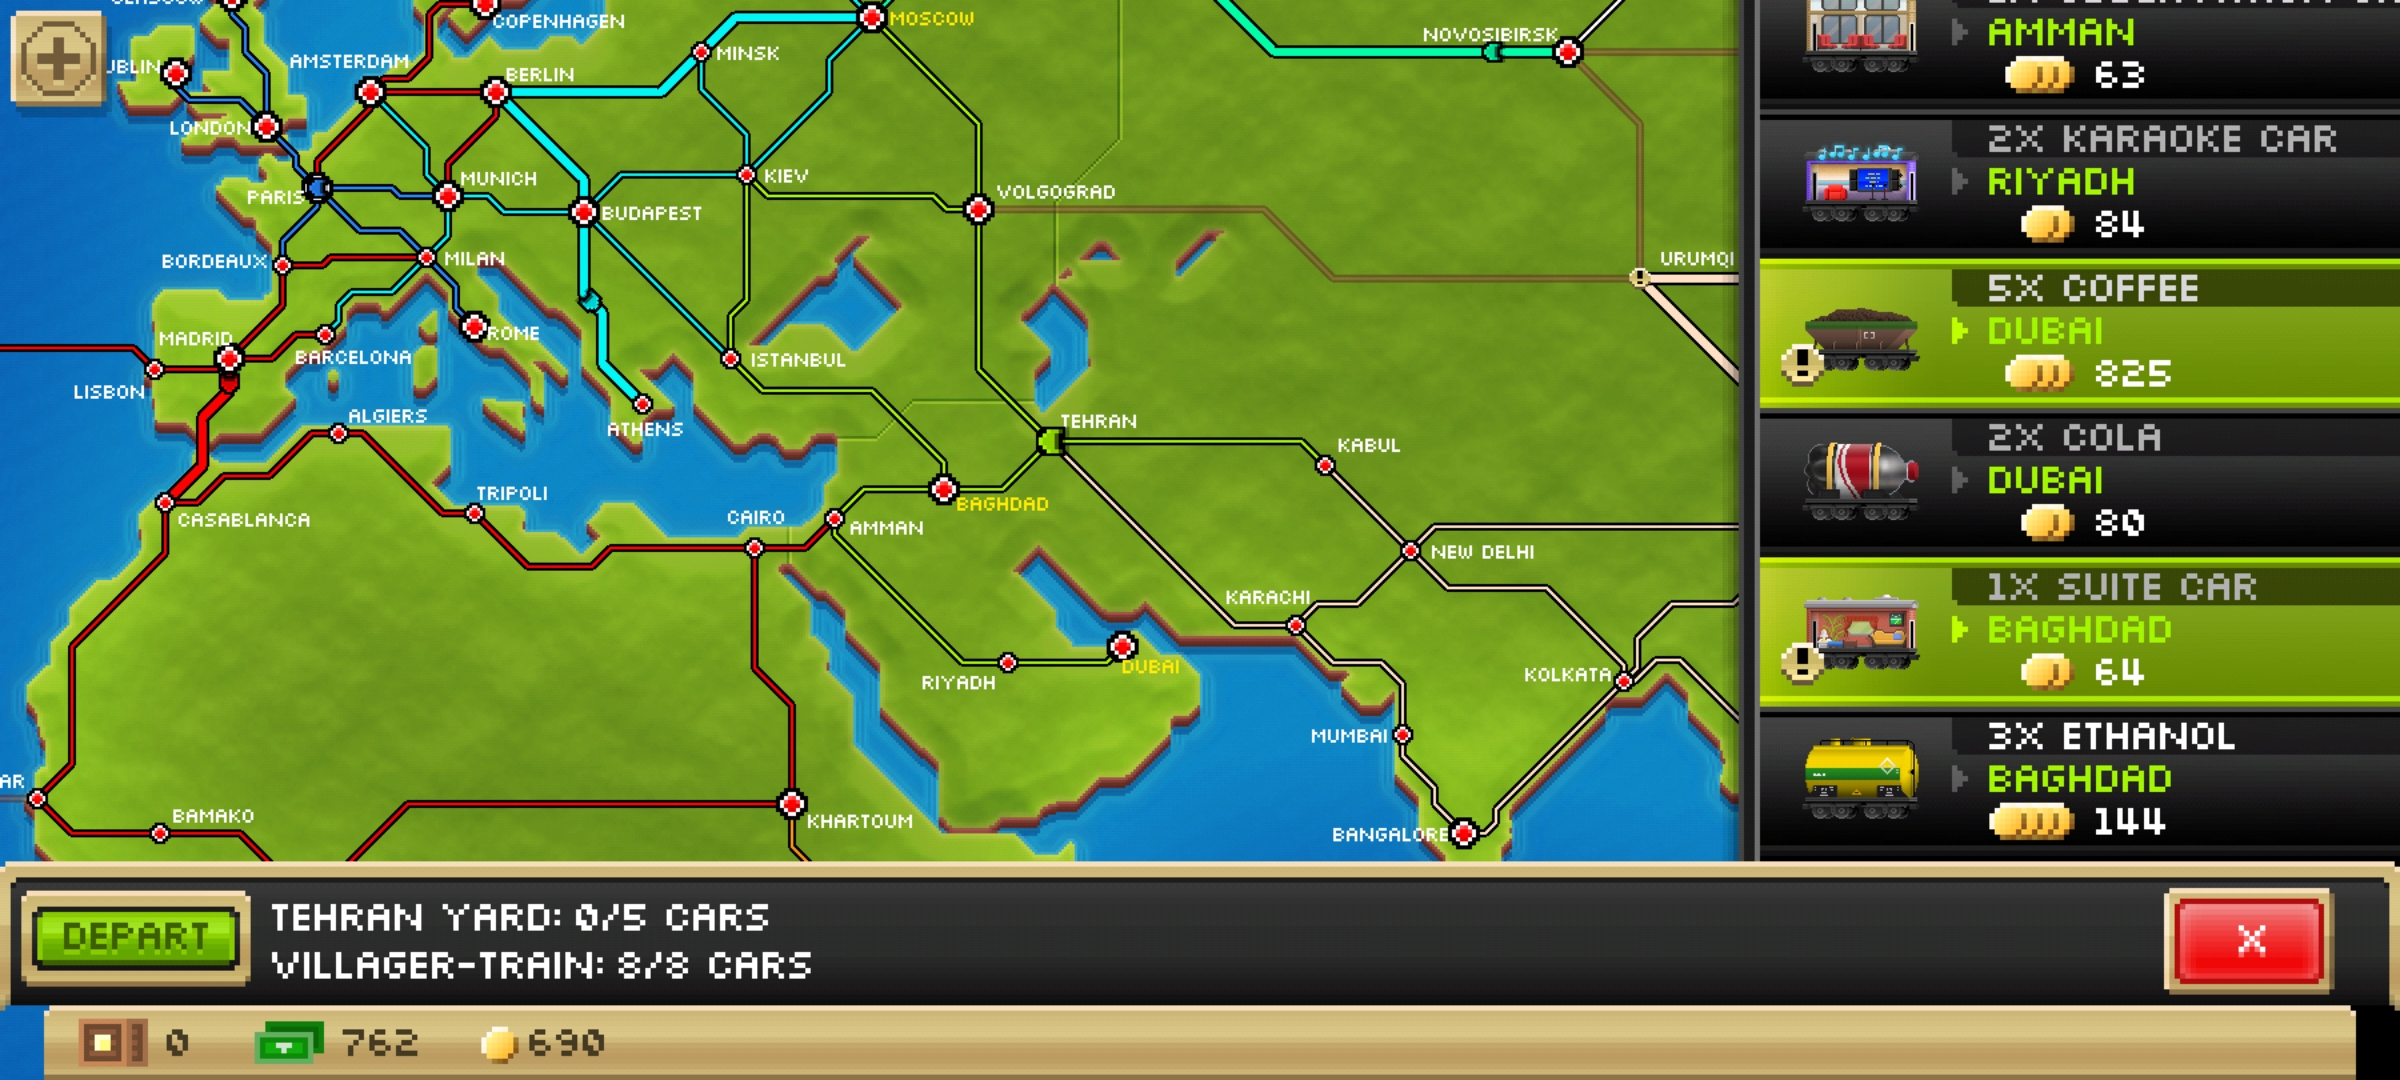 COPENHAGEN
MOSCOW
MINSK
NOVOSIBIRSK
AMSTERDAM
BERLIN
LONDON
PARIS
MUNICH
KIEV
BUDAPEST
VOLGOGRAD
BORDEAUX
MILAN
URUMQI
MADRID
ROME
BARCELONA
ISTANBUL
LISBON
ALGIERS
ATHENS
TEHRAN
KABUL
TRIPOLI
BAGHDAD
CASABLANCA
CAIRO
AMMAN
NEW DELHI
KARACHI
DUBAI
RIYADH
KOLKATA
MUMBAI
AR
BAMAKO
KHARTOUM
BANGALORE
AMMAN
63
2X KARAOKE CAR
RIYADH
84
5X COFFEE
DUBAI
825
2X COLA
DUBAI
80
1X SUITE CAR
BAGHDAD
64
3X ETHANOL
BAGHDAD
144
DEPART
TEHRAN YARD: 0/5 CARS
VILLAGER-TRAIN: 8/8 CARS
X
0
762
690